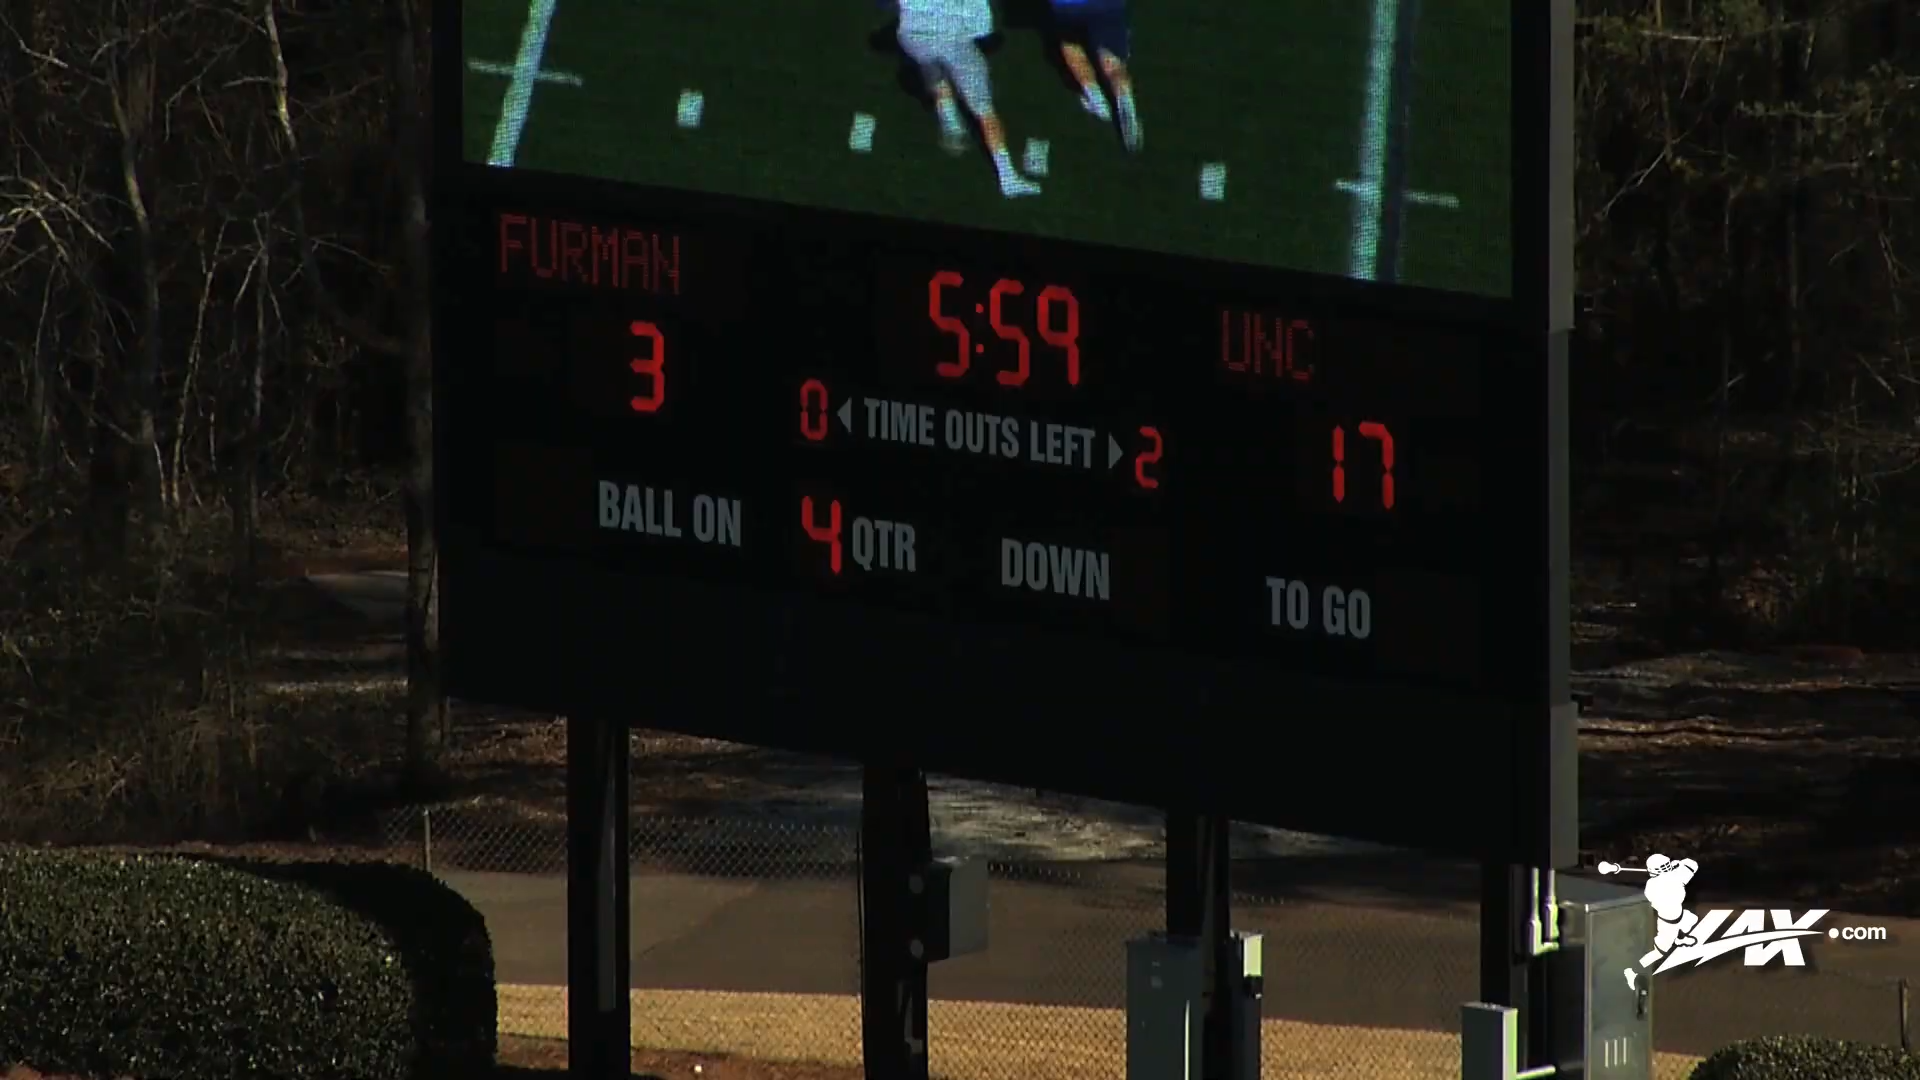 FURMAN 5:59 UNC
3 17
0 ◀ TIME OUTS LEFT ▶ 2
BALL ON 4 QTR DOWN TO GO
LAX.com